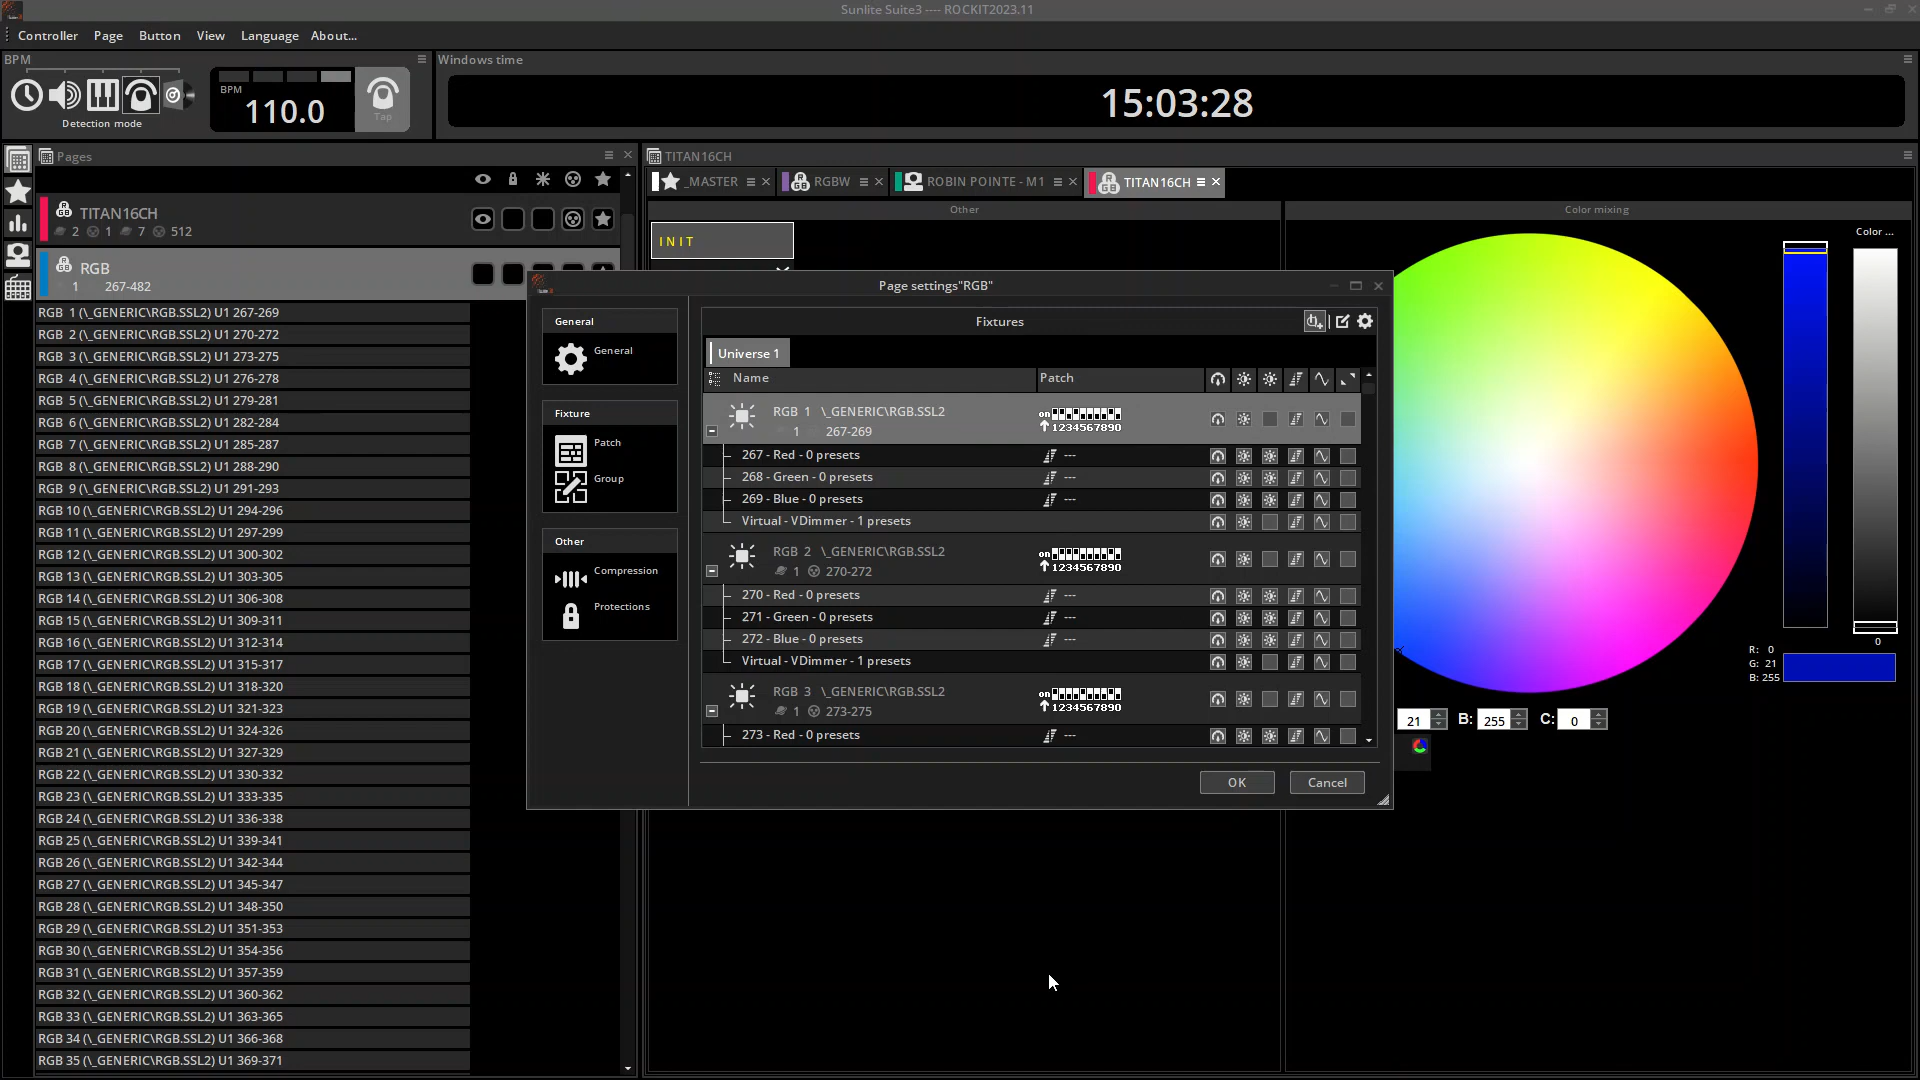 Sunlite Suite3 ---- ROCKIT2023.11
Controller Page Button View Language About...
BPM
Windows time
BPM
110.0
Tap
Detection mode
15:03:28
Pages
TITAN16CH
_MASTER
RGBW
ROBIN POINTE - M1
TITAN16CH
TITAN16CH
2 1 7 512
RGB
1 267-482
Other
INIT
Color mixing
Color ...
0
R: 0
G: 21
B: 255
21 B: 255 C: 0
RGB 1 (\_GENERIC\RGB.SSL2) U1 267-269
RGB 2 (\_GENERIC\RGB.SSL2) U1 270-272
RGB 3 (\_GENERIC\RGB.SSL2) U1 273-275
RGB 4 (\_GENERIC\RGB.SSL2) U1 276-278
RGB 5 (\_GENERIC\RGB.SSL2) U1 279-281
RGB 6 (\_GENERIC\RGB.SSL2) U1 282-284
RGB 7 (\_GENERIC\RGB.SSL2) U1 285-287
RGB 8 (\_GENERIC\RGB.SSL2) U1 288-290
RGB 9 (\_GENERIC\RGB.SSL2) U1 291-293
RGB 10 (\_GENERIC\RGB.SSL2) U1 294-296
RGB 11 (\_GENERIC\RGB.SSL2) U1 297-299
RGB 12 (\_GENERIC\RGB.SSL2) U1 300-302
RGB 13 (\_GENERIC\RGB.SSL2) U1 303-305
RGB 14 (\_GENERIC\RGB.SSL2) U1 306-308
RGB 15 (\_GENERIC\RGB.SSL2) U1 309-311
RGB 16 (\_GENERIC\RGB.SSL2) U1 312-314
RGB 17 (\_GENERIC\RGB.SSL2) U1 315-317
RGB 18 (\_GENERIC\RGB.SSL2) U1 318-320
RGB 19 (\_GENERIC\RGB.SSL2) U1 321-323
RGB 20 (\_GENERIC\RGB.SSL2) U1 324-326
RGB 21 (\_GENERIC\RGB.SSL2) U1 327-329
RGB 22 (\_GENERIC\RGB.SSL2) U1 330-332
RGB 23 (\_GENERIC\RGB.SSL2) U1 333-335
RGB 24 (\_GENERIC\RGB.SSL2) U1 336-338
RGB 25 (\_GENERIC\RGB.SSL2) U1 339-341
RGB 26 (\_GENERIC\RGB.SSL2) U1 342-344
RGB 27 (\_GENERIC\RGB.SSL2) U1 345-347
RGB 28 (\_GENERIC\RGB.SSL2) U1 348-350
RGB 29 (\_GENERIC\RGB.SSL2) U1 351-353
RGB 30 (\_GENERIC\RGB.SSL2) U1 354-356
RGB 31 (\_GENERIC\RGB.SSL2) U1 357-359
RGB 32 (\_GENERIC\RGB.SSL2) U1 360-362
RGB 33 (\_GENERIC\RGB.SSL2) U1 363-365
RGB 34 (\_GENERIC\RGB.SSL2) U1 366-368
RGB 35 (\_GENERIC\RGB.SSL2) U1 369-371
Page settings"RGB"
General
General
Fixture
Patch
Group
Other
Compression
Protections
Fixtures
Universe 1
Name Patch
RGB 1 \_GENERIC\RGB.SSL2
on
1234567890
1 267-269
267 - Red - 0 presets ---
268 - Green - 0 presets ---
269 - Blue - 0 presets ---
Virtual - VDimmer - 1 presets
RGB 2 \_GENERIC\RGB.SSL2
on
1234567890
1 270-272
270 - Red - 0 presets ---
271 - Green - 0 presets ---
272 - Blue - 0 presets ---
Virtual - VDimmer - 1 presets
RGB 3 \_GENERIC\RGB.SSL2
on
1234567890
1 273-275
273 - Red - 0 presets ---
OK Cancel